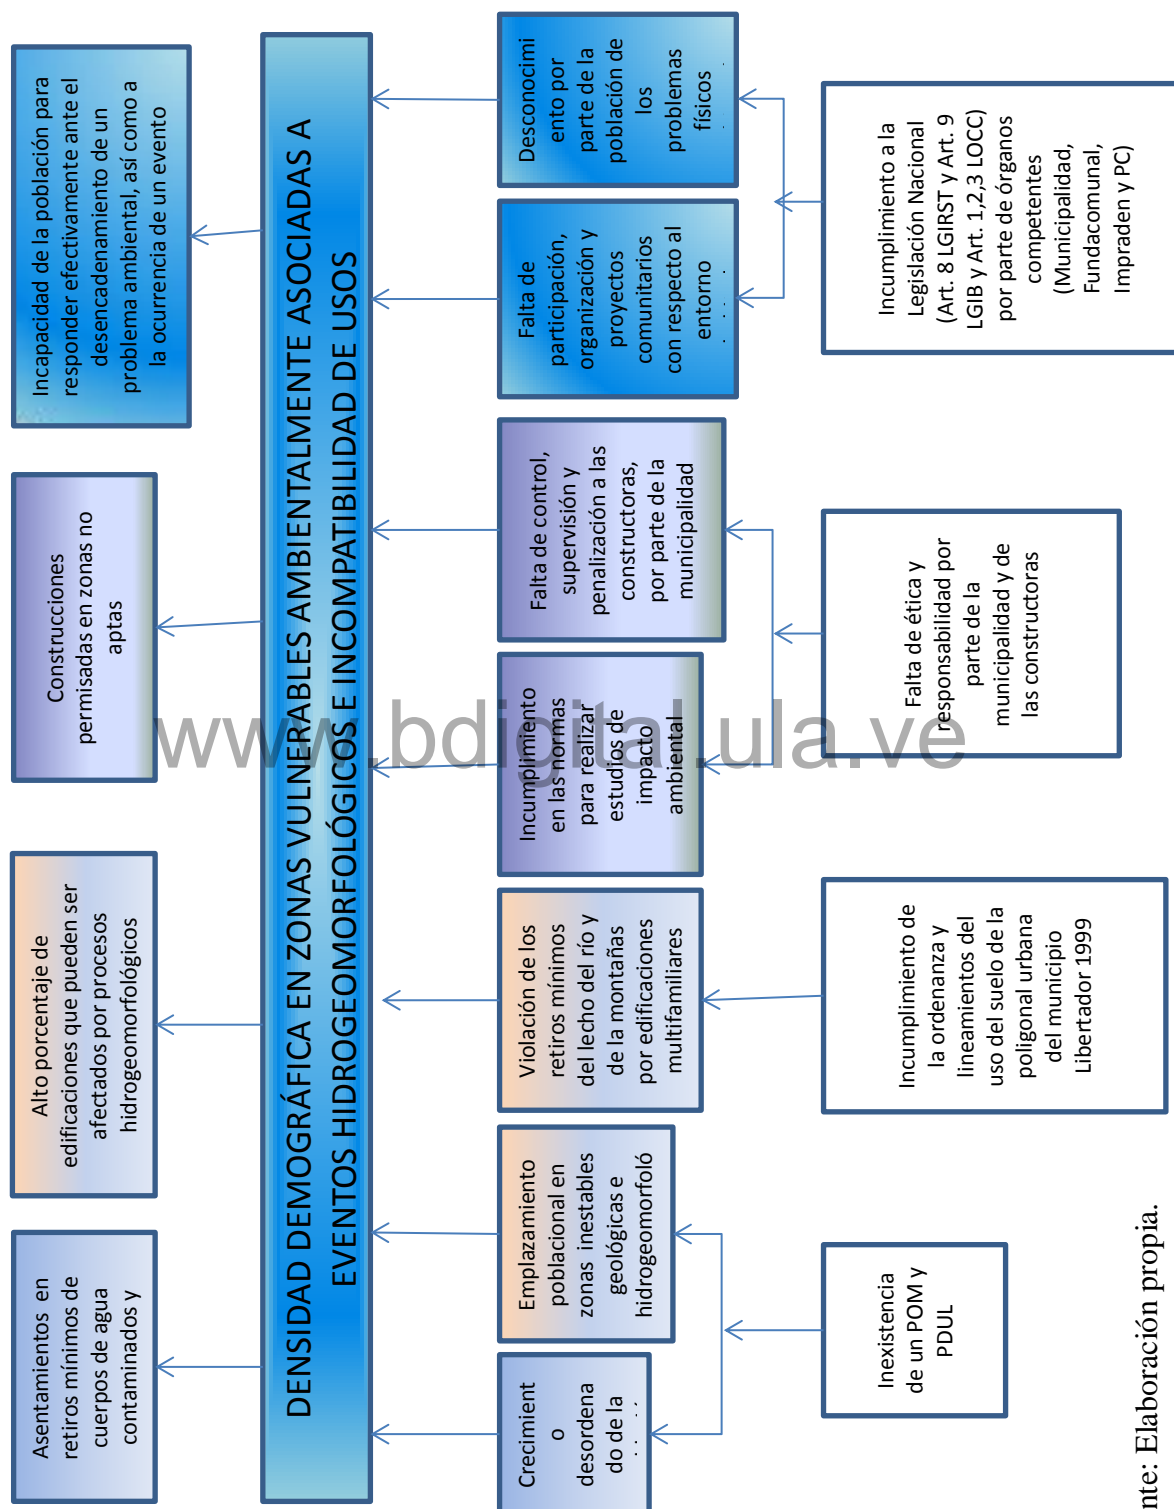 Asentamientos en
retiros mínimos de
cuerpos de agua
contaminados y
Alto porcentaje de
edificaciones que pueden ser
afectados por procesos
hidrogeomorfológicos
Construcciones
permisadas en zonas no
aptas
Incapacidad de la población para
responder efectivamente ante el
desencadenamiento de un
problema ambiental, así como a
la ocurrencia de un evento
DENSIDAD DEMOGRÁFICA EN ZONAS VULNERABLES AMBIENTALMENTE ASOCIADAS A
EVENTOS HIDROGEOMORFOLÓGICOS E INCOMPATIBILIDAD DE USOS
Crecimient
o
desordena
do de la
Emplazamiento
poblacional en
zonas inestables
geológicas e
hidrogeomorfoló
Violación de los
retiros mínimos
del lecho del río y
de la montañas
por edificaciones
multifamiliares
Incumplimiento
en las normas
para realizar
estudios de
impacto
ambiental
Falta de control,
supervisión y
penalización a las
constructoras,
por parte de la
municipalidad
Falta de
participación,
organización y
proyectos
comunitarios
con respecto al
entorno
Desconocimi
ento por
parte de la
población de
los
problemas
físicos
Inexistencia
de un POM y
PDUL
Incumplimiento de
la ordenanza y
lineamientos del
uso del suelo de la
poligonal urbana
del municipio
Libertador 1999
Falta de ética y
responsabilidad por
parte de la
municipalidad y de
las constructoras
Incumplimiento a la
Legislación Nacional
(Art. 8 LGIRST y Art. 9
LGIB y Art. 1,2,3 LOCC)
por parte de órganos
competentes
(Municipalidad,
Fundacomunal,
Impraden y PC)
nte: Elaboración propia.
www.bdigital.ula.ve